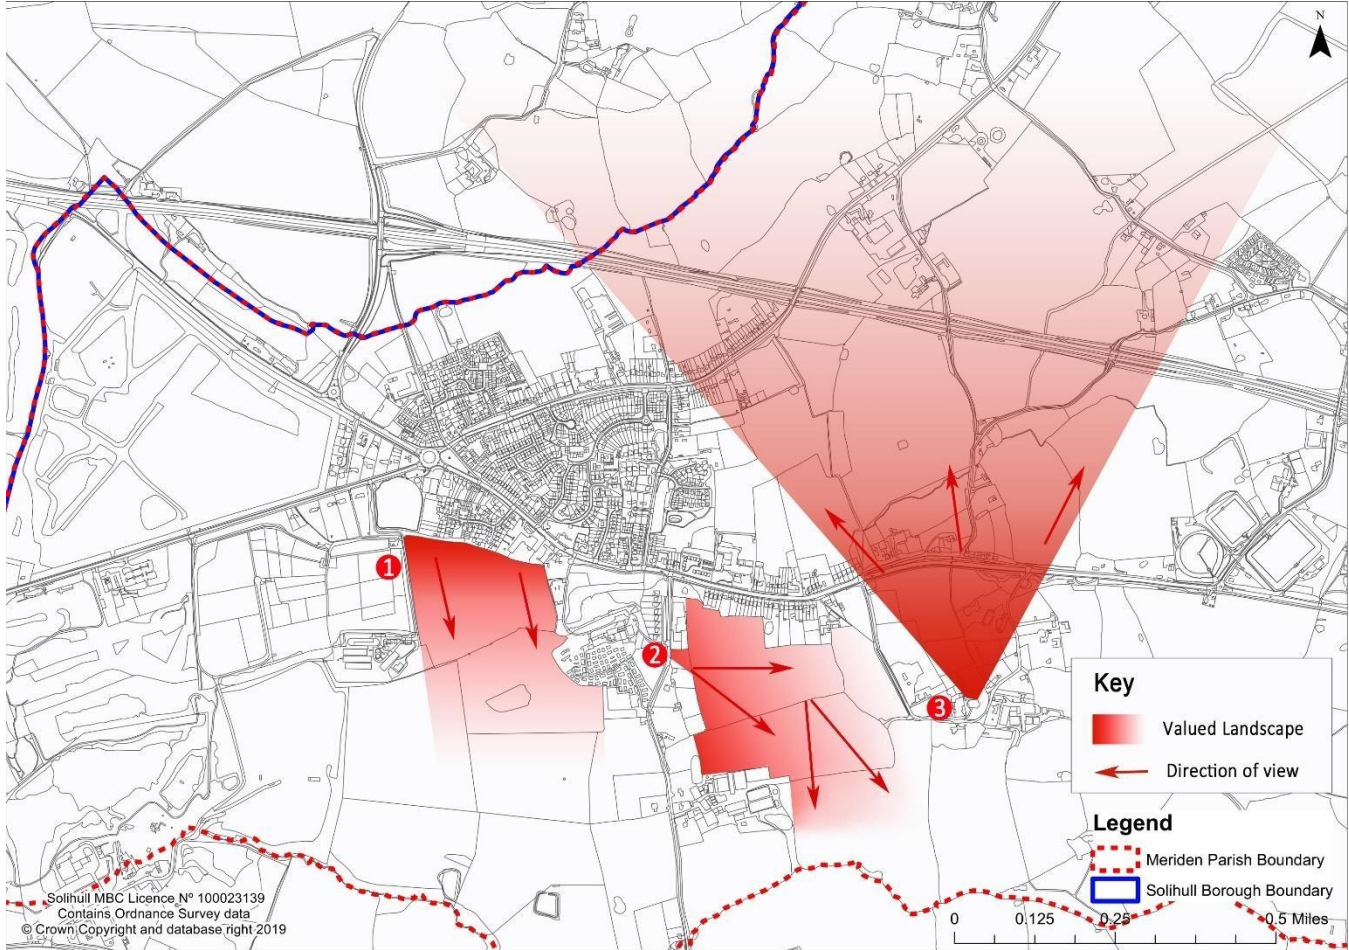 N
1
2
3
Key
Valued Landscape
Direction of view
Legend
Meriden Parish Boundary
Solihull Borough Boundary
0 0.125 0.25 0.5 Miles
Solihull MBC Licence Nº 100023139
Contains Ordnance Survey data
© Crown Copyright and database right 2019